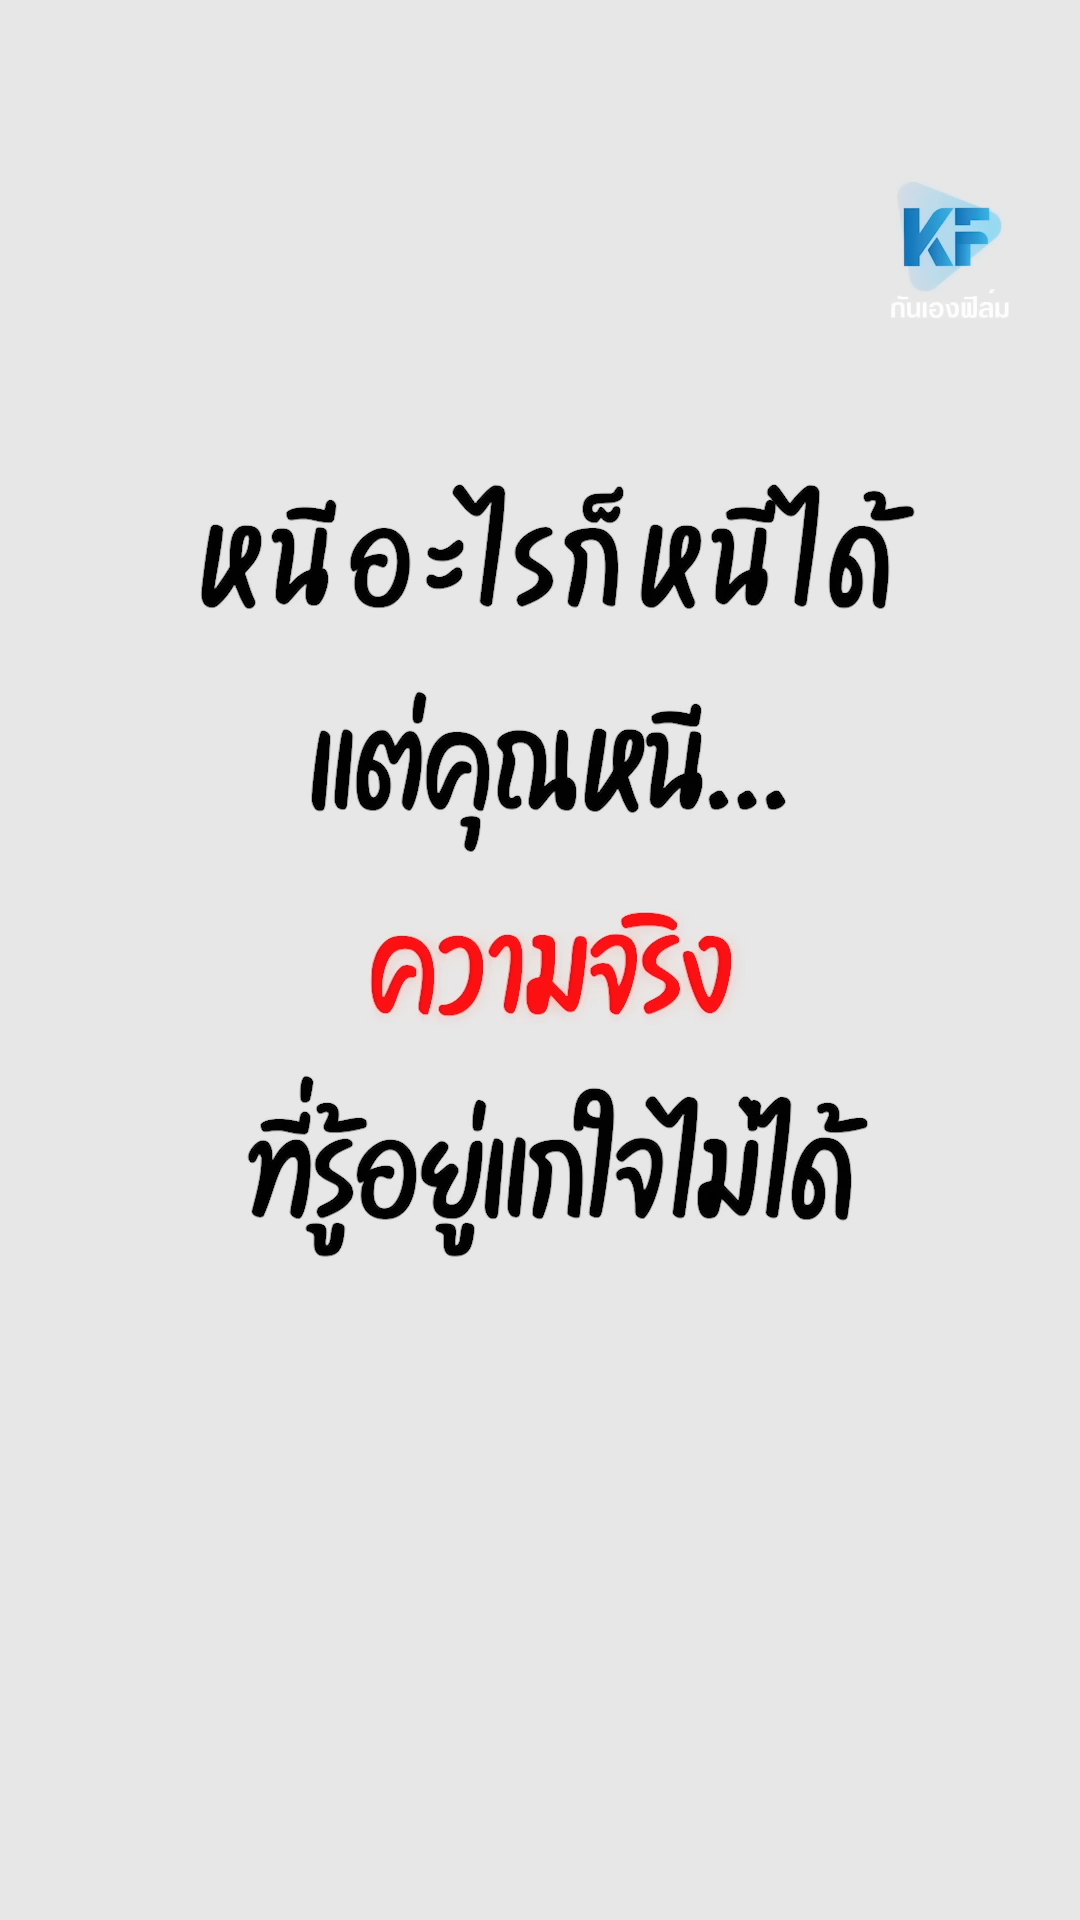 KF
กันเองฟิล์ม
หนีอะไรก็หนีได้
แต่คุณหนี...
ความจริง
ที่รู้อยู่แกใจไม่ได้